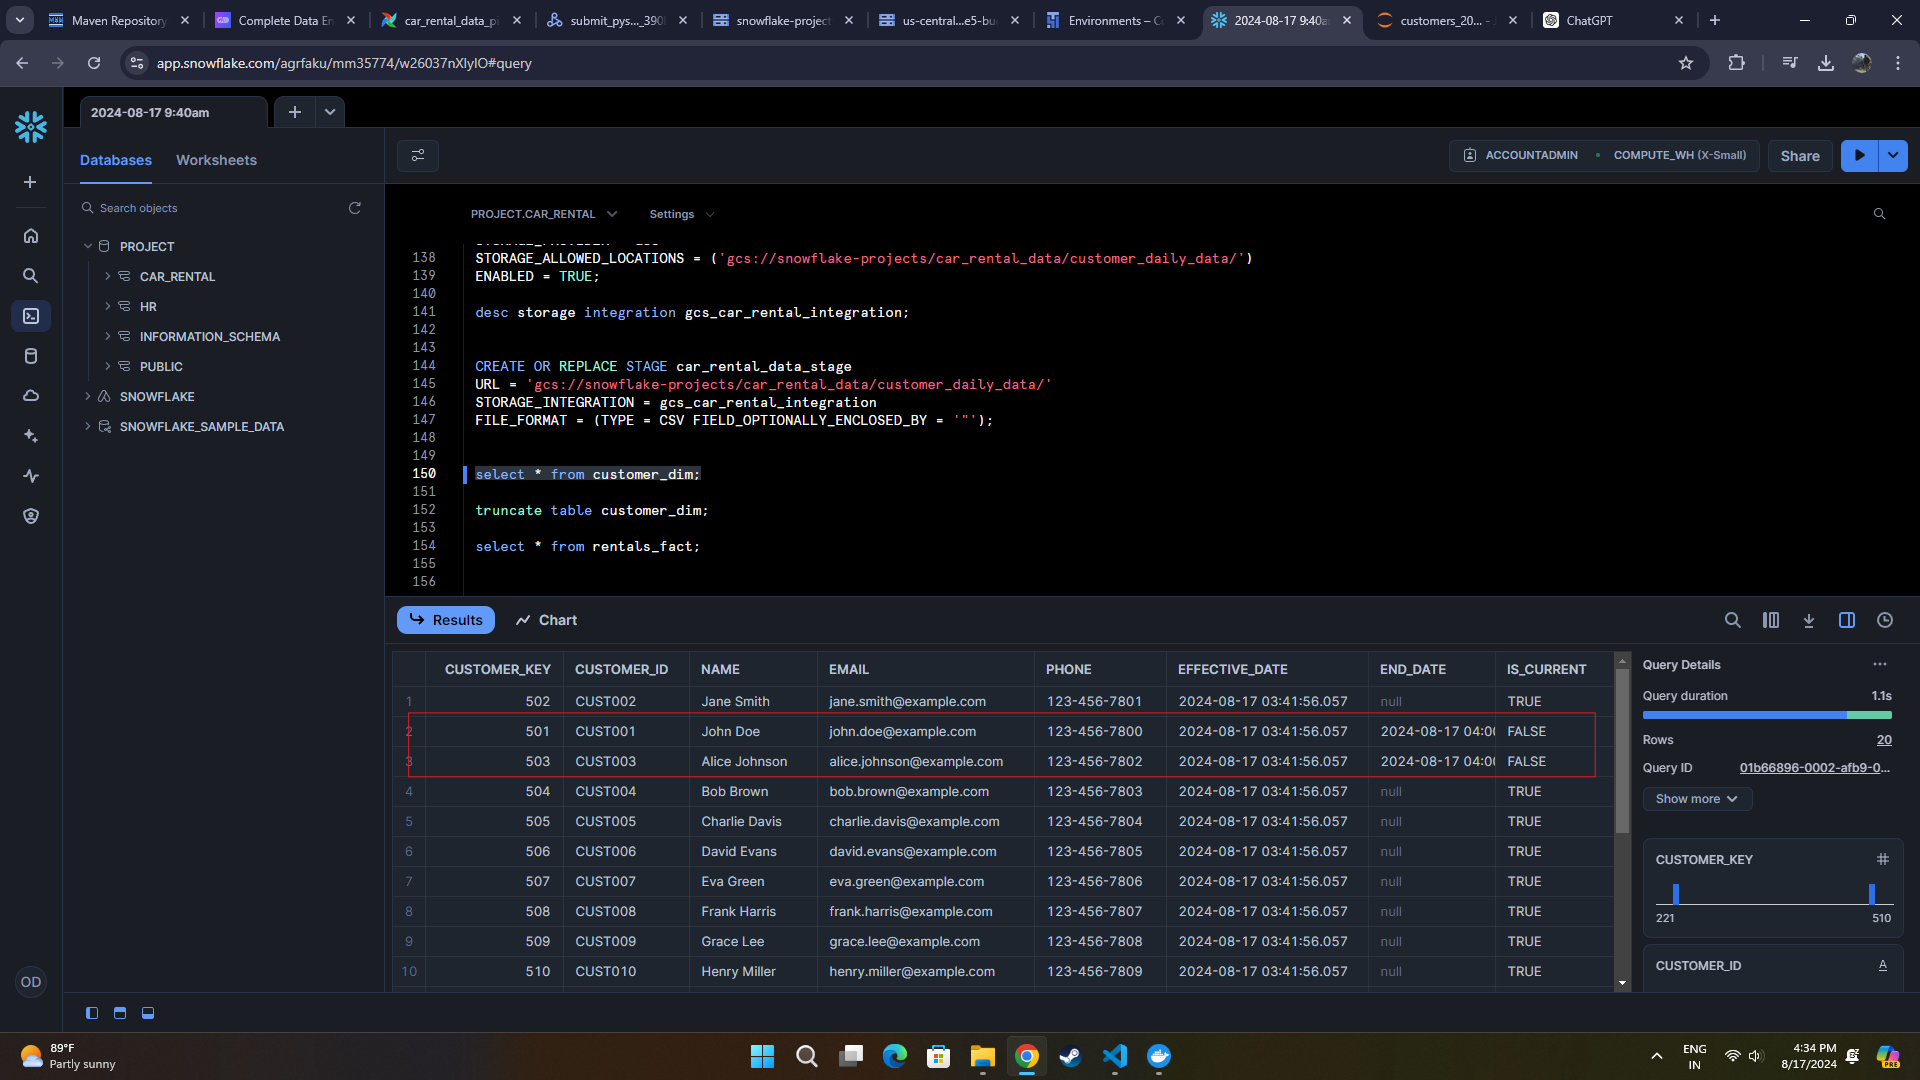 Maven Repository
Complete Data En
car_rental_data_pi
submit_pys..._390
snowflake-project
us-central...e5-bu
Environments – Co
2024-08-17 9:40a
customers_20... - J
ChatGPT
app.snowflake.com/agrfaku/mm35774/w26037nXlylO#query
2024-08-17 9:40am
Databases
Worksheets
ACCOUNTADMIN
COMPUTE_WH (X-Small)
Share
Search objects
PROJECT
CAR_RENTAL
HR
INFORMATION_SCHEMA
PUBLIC
SNOWFLAKE
SNOWFLAKE_SAMPLE_DATA
OD
PROJECT.CAR_RENTAL
Settings
138 STORAGE_ALLOWED_LOCATIONS = ('gcs://snowflake-projects/car_rental_data/customer_daily_data/')
139 ENABLED = TRUE;
140
141 desc storage integration gcs_car_rental_integration;
142
143
144 CREATE OR REPLACE STAGE car_rental_data_stage
145 URL = 'gcs://snowflake-projects/car_rental_data/customer_daily_data/'
146 STORAGE_INTEGRATION = gcs_car_rental_integration
147 FILE_FORMAT = (TYPE = CSV FIELD_OPTIONALLY_ENCLOSED_BY = '"');
148
149
150 select * from customer_dim;
151
152 truncate table customer_dim;
153
154 select * from rentals_fact;
155
156
Results
Chart
CUSTOMER_KEY CUSTOMER_ID NAME EMAIL PHONE EFFECTIVE_DATE END_DATE IS_CURRENT
1 502 CUST002 Jane Smith jane.smith@example.com 123-456-7801 2024-08-17 03:41:56.057 null TRUE
2 501 CUST001 John Doe john.doe@example.com 123-456-7800 2024-08-17 03:41:56.057 2024-08-17 04:00 FALSE
3 503 CUST003 Alice Johnson alice.johnson@example.com 123-456-7802 2024-08-17 03:41:56.057 2024-08-17 04:00 FALSE
4 504 CUST004 Bob Brown bob.brown@example.com 123-456-7803 2024-08-17 03:41:56.057 null TRUE
5 505 CUST005 Charlie Davis charlie.davis@example.com 123-456-7804 2024-08-17 03:41:56.057 null TRUE
6 506 CUST006 David Evans david.evans@example.com 123-456-7805 2024-08-17 03:41:56.057 null TRUE
7 507 CUST007 Eva Green eva.green@example.com 123-456-7806 2024-08-17 03:41:56.057 null TRUE
8 508 CUST008 Frank Harris frank.harris@example.com 123-456-7807 2024-08-17 03:41:56.057 null TRUE
9 509 CUST009 Grace Lee grace.lee@example.com 123-456-7808 2024-08-17 03:41:56.057 null TRUE
10 510 CUST010 Henry Miller henry.miller@example.com 123-456-7809 2024-08-17 03:41:56.057 null TRUE
Query Details
Query duration 1.1s
Rows 20
Query ID 01b66896-0002-afb9-0...
Show more
CUSTOMER_KEY
221 510
CUSTOMER_ID
89°F
Partly sunny
ENG
IN
4:34 PM
8/17/2024